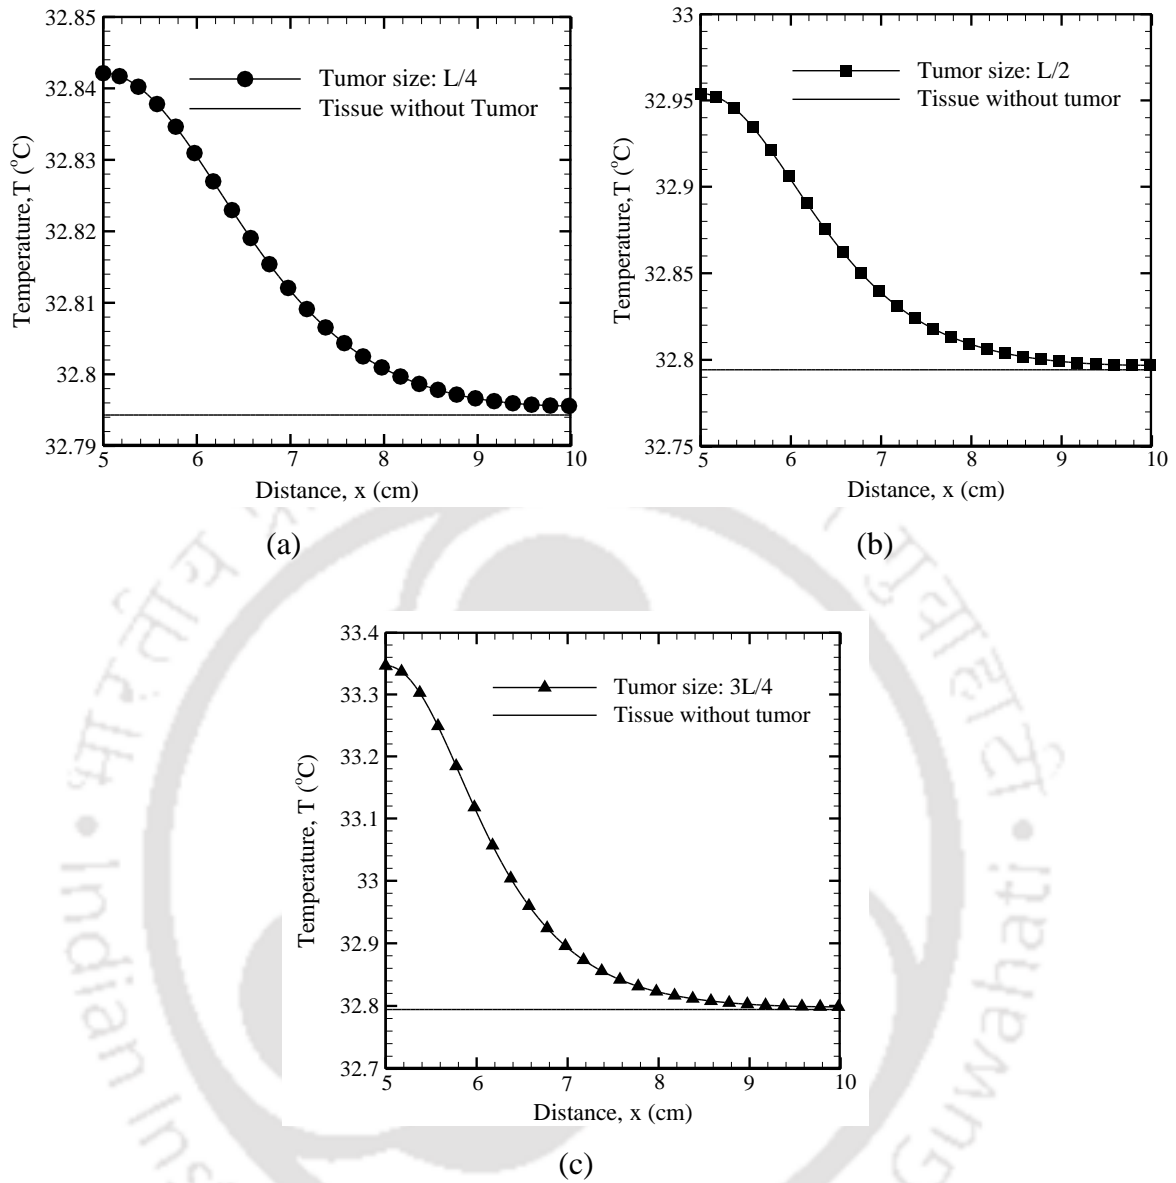 32.85
32.84
32.83
32.82
32.81
32.8
32.79
Temperature, T (°C)
Tumor size: L/4
Tissue without Tumor
5 6 7 8 9 10
Distance, x (cm)
(a)
33
32.95
32.9
32.85
32.8
32.75
Temperature, T (°C)
Tumor size: L/2
Tissue without tumor
5 6 7 8 9 10
Distance, x (cm)
(b)
33.4
33.3
33.2
33.1
33
32.9
32.8
32.7
Temperature, T (°C)
Tumor size: 3L/4
Tissue without tumor
5 6 7 8 9 10
Distance, x (cm)
(c)
भारतीय
गुवाहाटी
Indian Ins
Guwahati